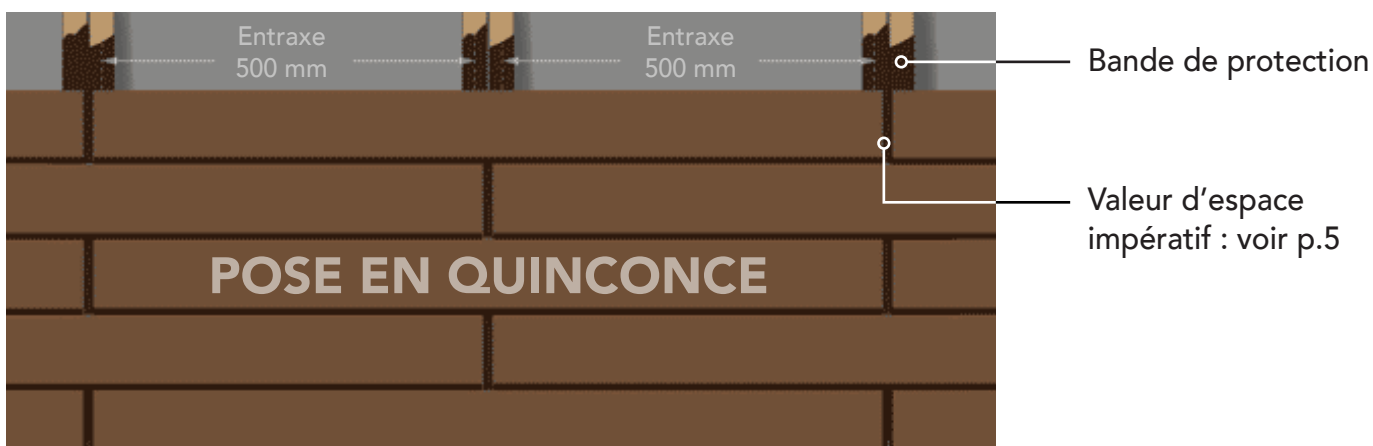 Entraxe
500 mm
Entraxe
500 mm
Bande de protection
Valeur d’espace
impératif : voir p.5
POSE EN QUINCONCE